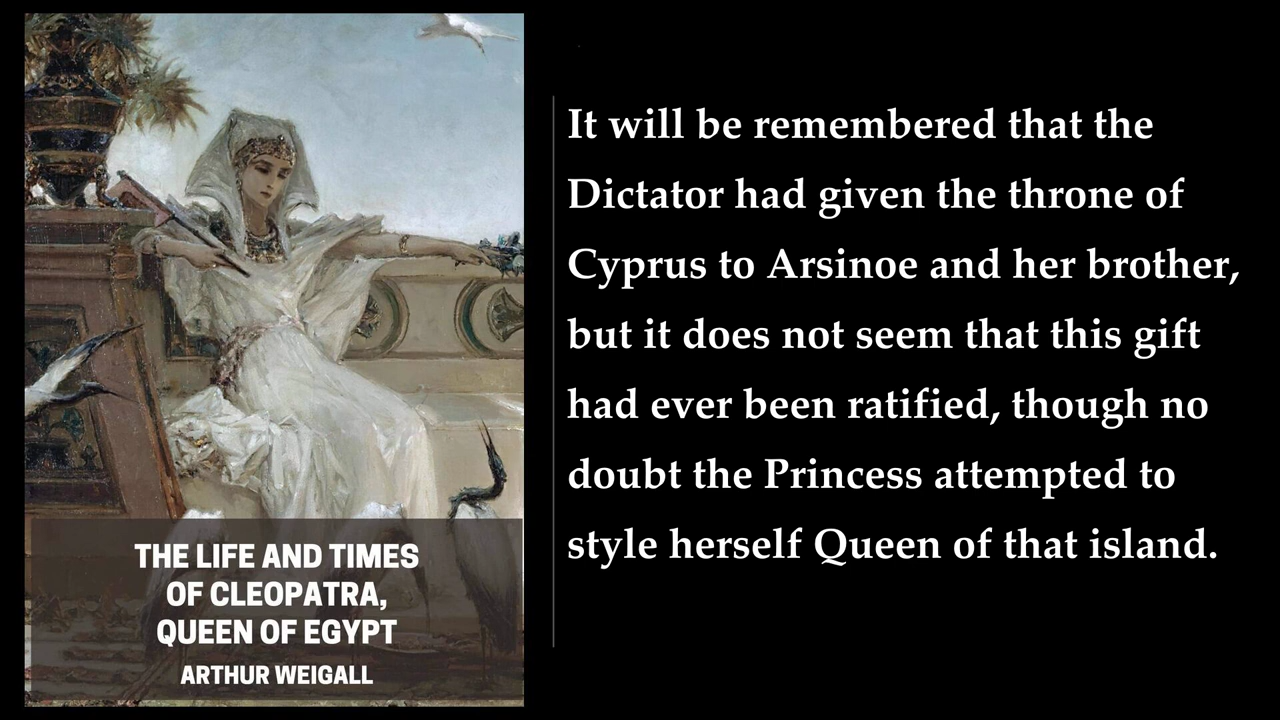 THE LIFE AND TIMES
OF CLEOPATRA,
QUEEN OF EGYPT
ARTHUR WEIGALL
It will be remembered that the
Dictator had given the throne of
Cyprus to Arsinoe and her brother,
but it does not seem that this gift
had ever been ratified, though no
doubt the Princess attempted to
style herself Queen of that island.